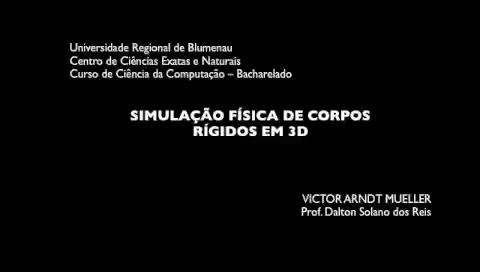 Universidade Regional de Blumenau
Centro de Ciências Exatas e Naturais
Curso de Ciência da Computação – Bacharelado
SIMULAÇÃO FÍSICA DE CORPOS
RÍGIDOS EM 3D
VICTOR ARNDT MUELLER
Prof. Dalton Solano dos Reis